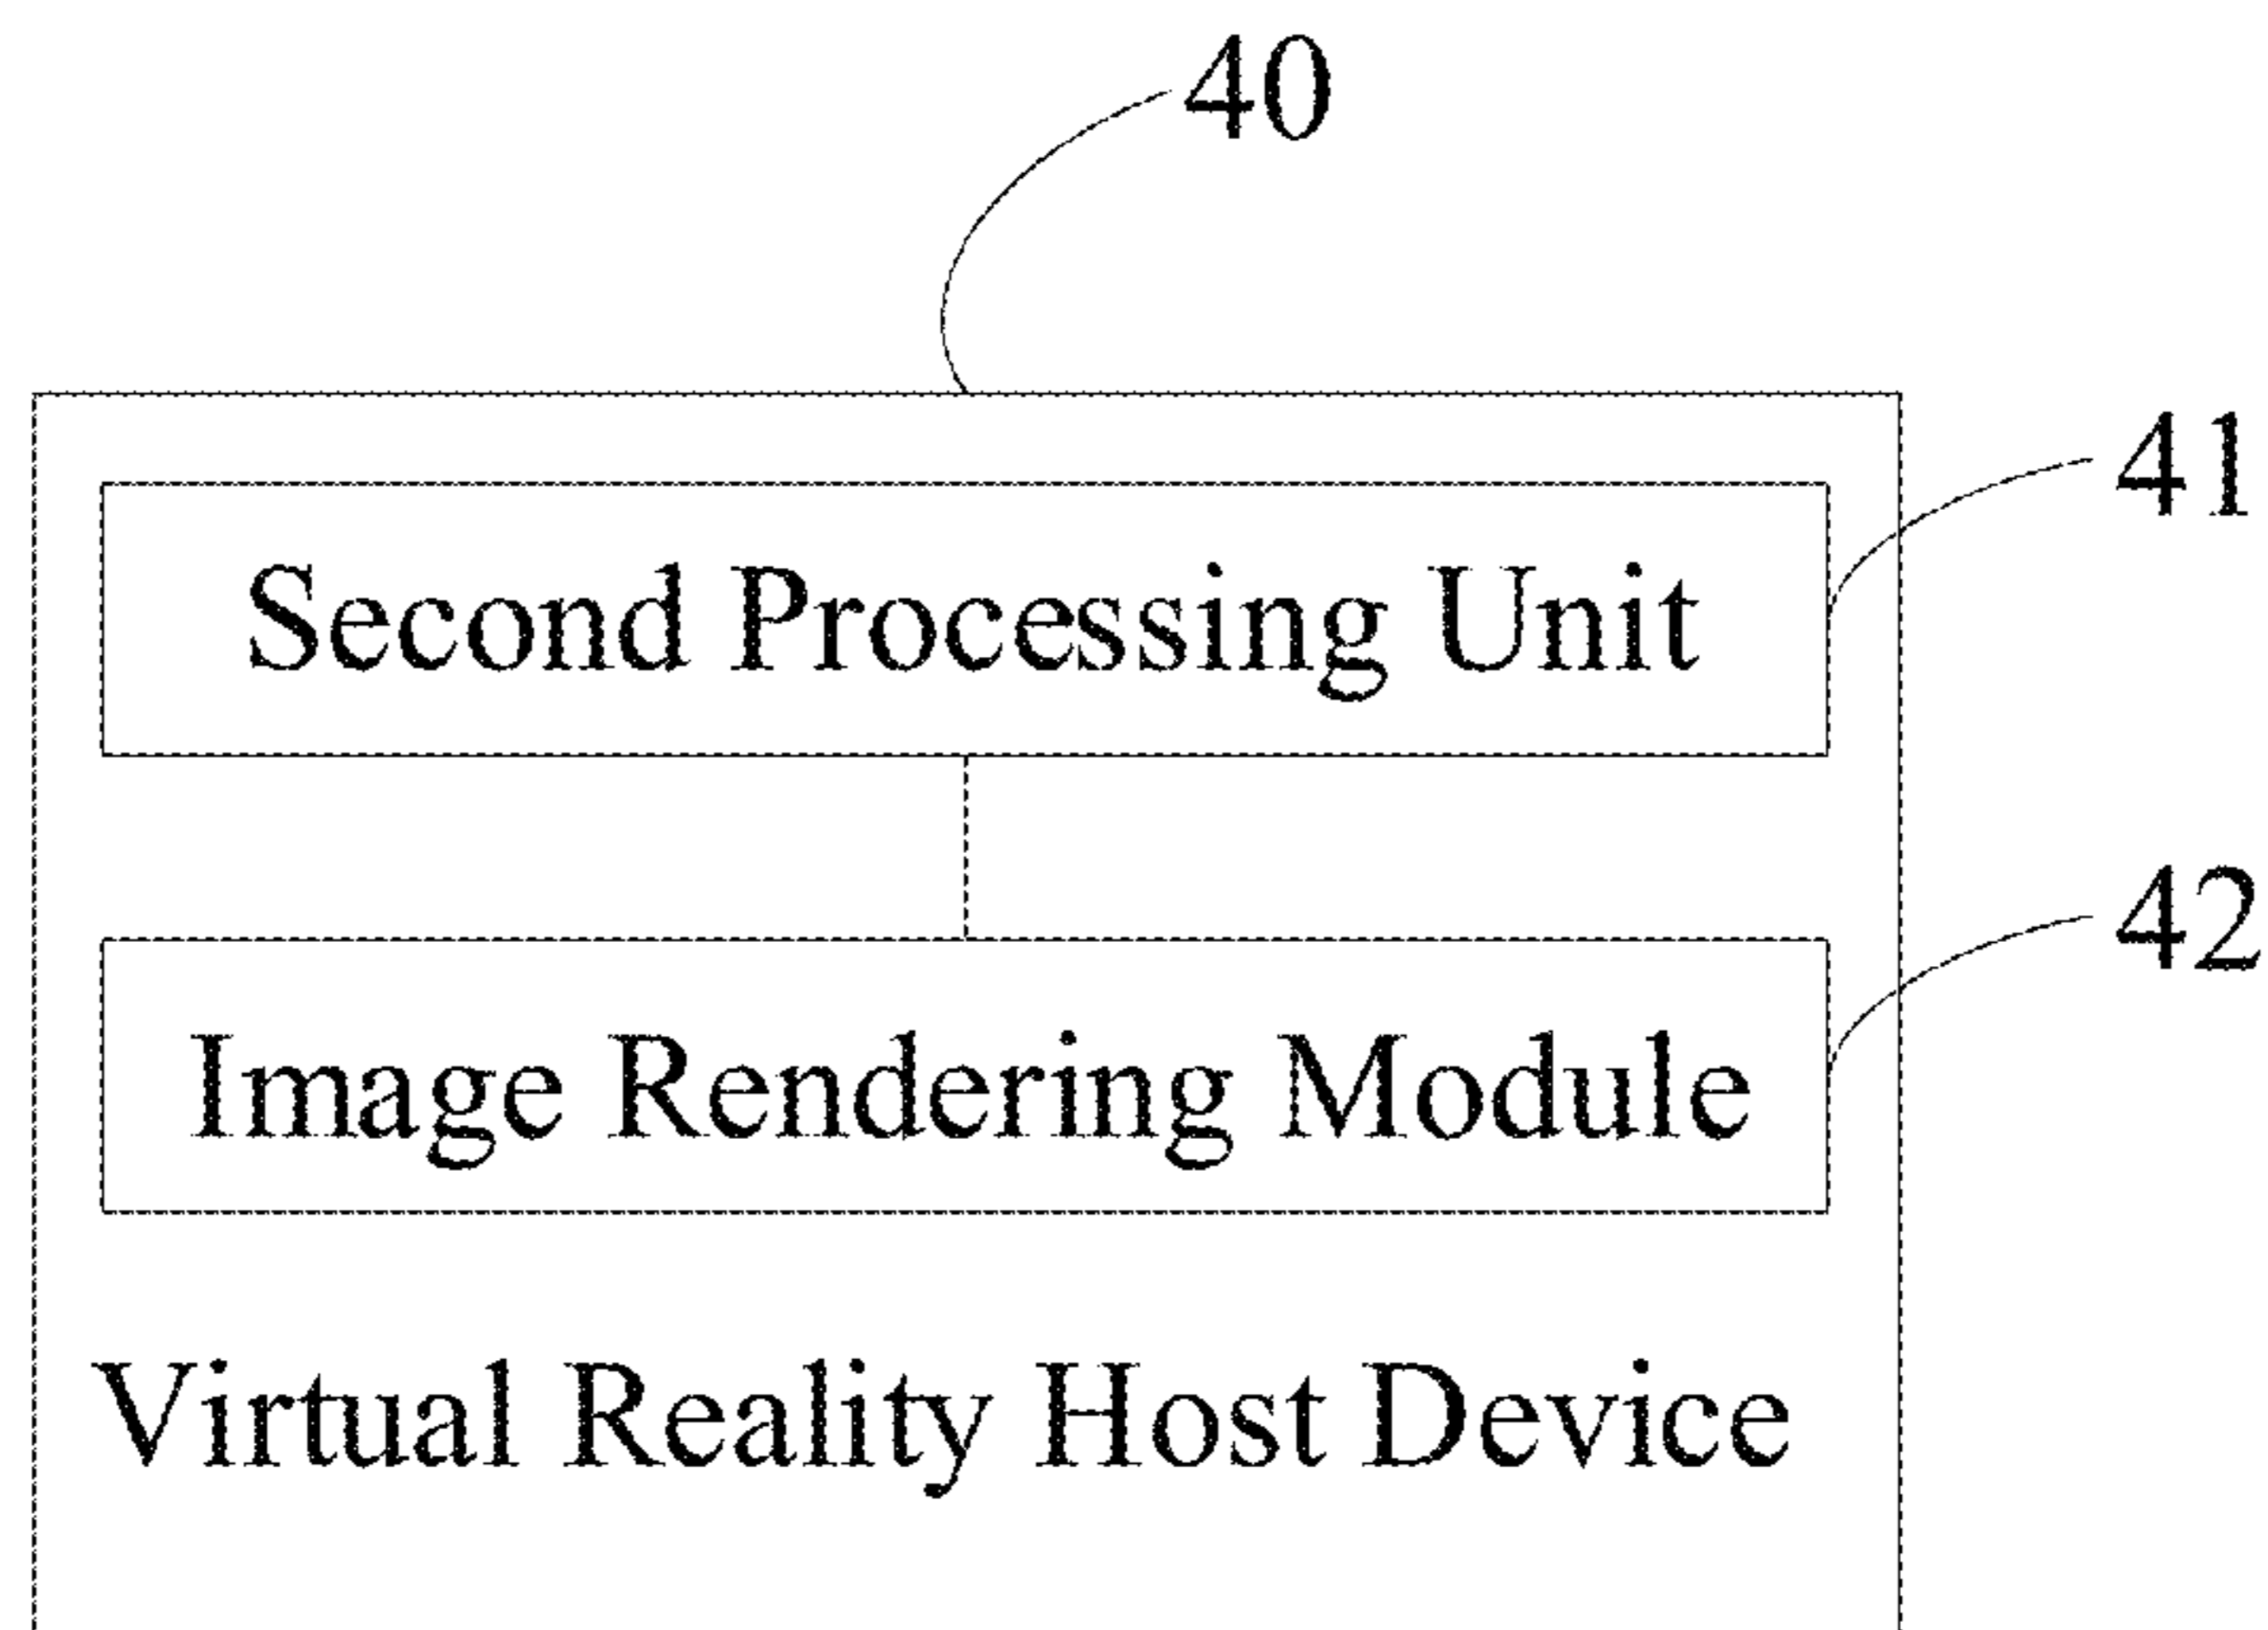 40
41
Second Processing Unit
42
Image Rendering Module
Virtual Reality Host Device